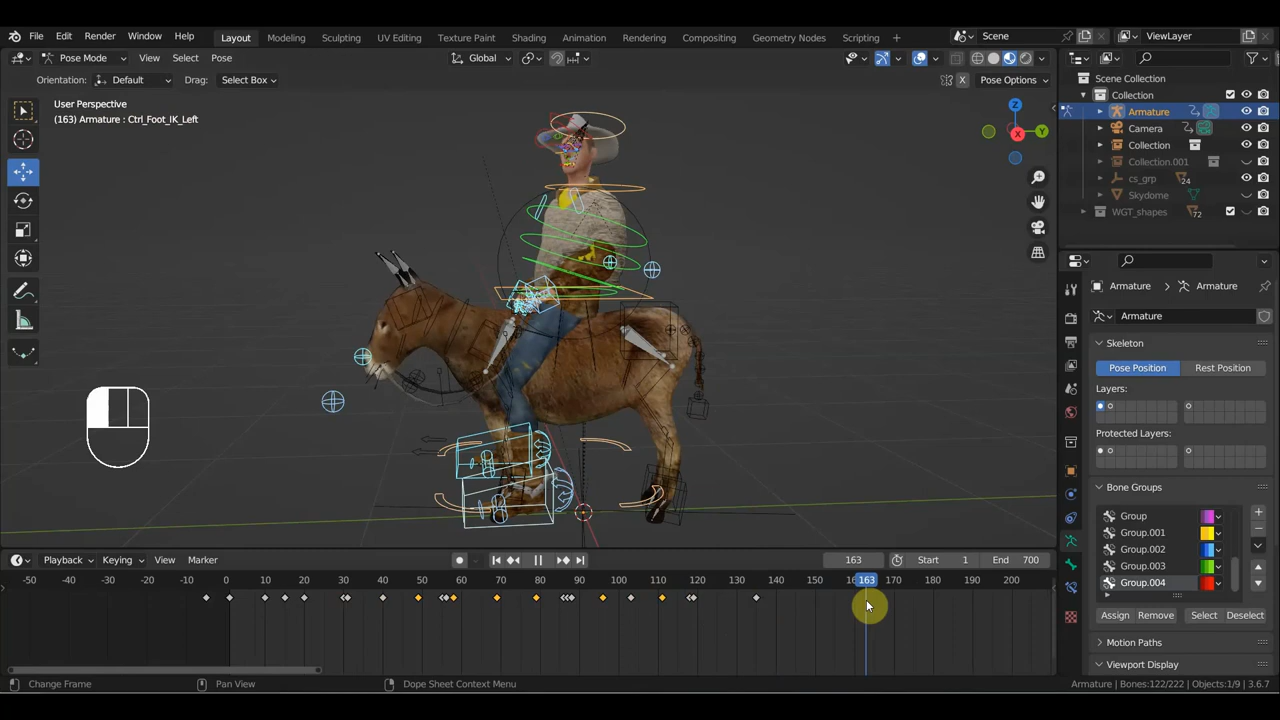 File Edit Render Window Help Layout Modeling Sculpting UV Editing Texture Paint Shading Animation Rendering Compositing Geometry Nodes Scripting + Scene ViewLayer
Pose Mode View Select Pose Global
Orientation: Default Drag: Select Box X Pose Options
User Perspective
(163) Armature : Ctrl_Foot_IK_Left
Z
Y
X
Scene Collection
Collection
Armature
Camera
Collection
Collection.001
cs_grp 24
Skydome
WGT_shapes 72
Armature Armature
Armature
Skeleton
Pose Position Rest Position
Layers:
Protected Layers:
Bone Groups
Group
Group.001
Group.002
Group.003
Group.004
Assign Remove Select Deselect
Motion Paths
Viewport Display
Playback Keying View Marker 163 Start 1 End 700
-50 -40 -30 -20 -10 0 10 20 30 40 50 60 70 80 90 100 110 120 130 140 150 163 170 180 190 200
Change Frame Pan View Dope Sheet Context Menu Armature | Bones:122/222 | Objects:1/9 | 3.6.7